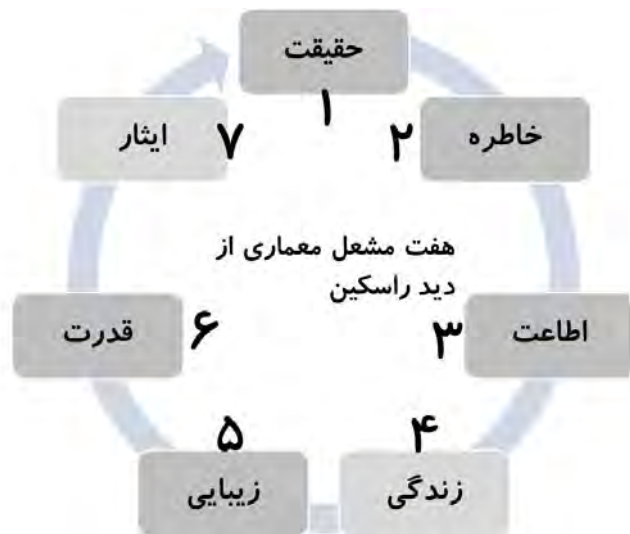 حقیقت
۱
خاطره
۲
اطاعت
۳
زندگی
۴
زیبایی
۵
قدرت
۶
ایثار
۷
هفت مشعل معماری از
دید راسکین